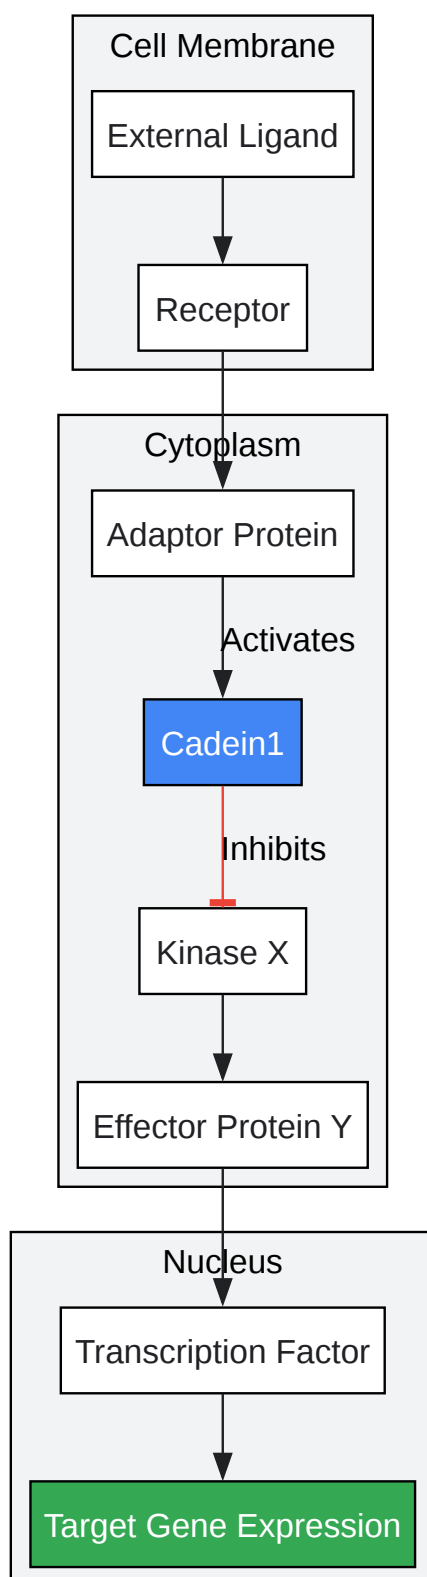 Cell Membrane
External Ligand
Receptor
Cytoplasm
Adaptor Protein
Activates
Cadein1
Inhibits
Kinase X
Effector Protein Y
Nucleus
Transcription Factor
Target Gene Expression